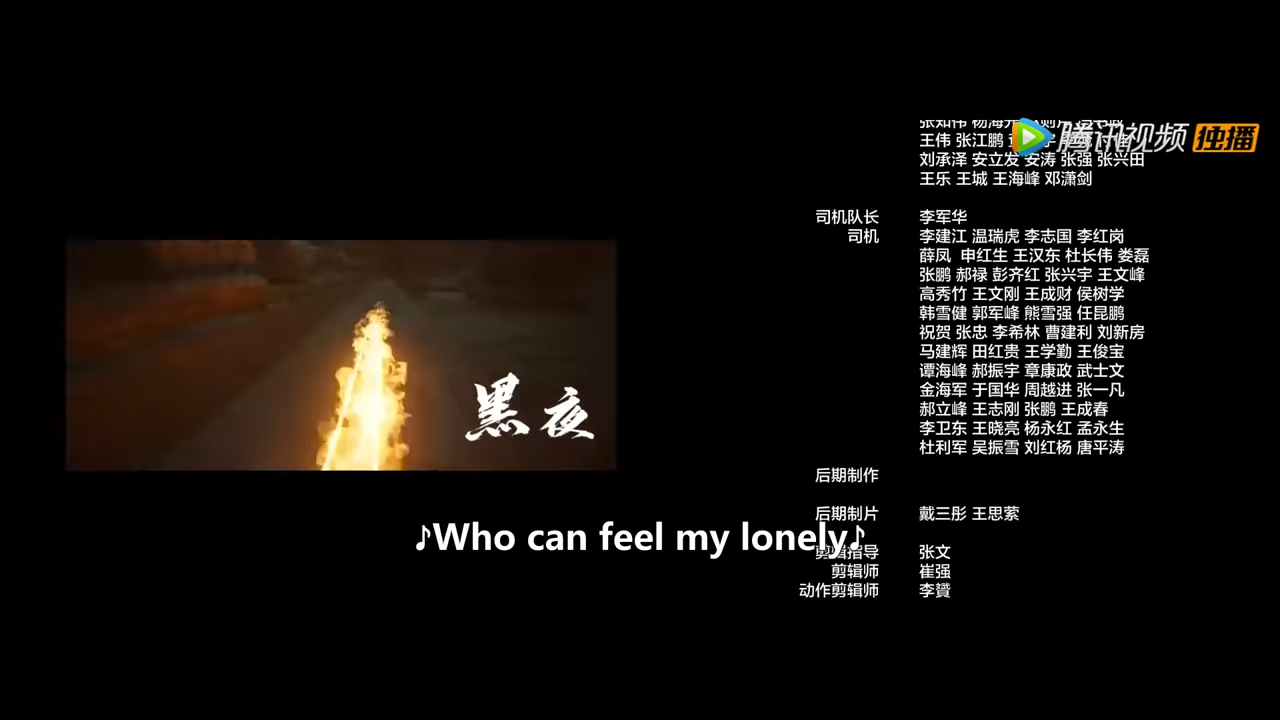 腾讯视频 独播
王伟 张江鹏
刘承泽 安立发 安涛 张强 张兴田
王乐 王城 王海峰 邓潇剑
司机队长 李军华
司机 李建江 温瑞虎 李志国 李红岗
薛凤 申红生 王汉东 杜长伟 娄磊
张鹏 郝禄 彭齐红 张兴宇 王文峰
高秀竹 王文刚 王成财 侯树学
韩雪健 郭军峰 熊雪强 任昆鹏
祝贺 张忠 李希林 曹建利 刘新房
马建辉 田红贵 王学勤 王俊宝
谭海峰 郝振宇 章康政 武士文
金海军 于国华 周越进 张一凡
郝立峰 王志刚 张鹏 王成春
李卫东 王晓亮 杨永红 孟永生
杜利军 吴振雪 刘红杨 唐平涛
黑夜
后期制作
后期制片 戴三彤 王思萦
♪Who can feel my lonely♪
剪辑指导 张文
剪辑师 崔强
动作剪辑师 李贇